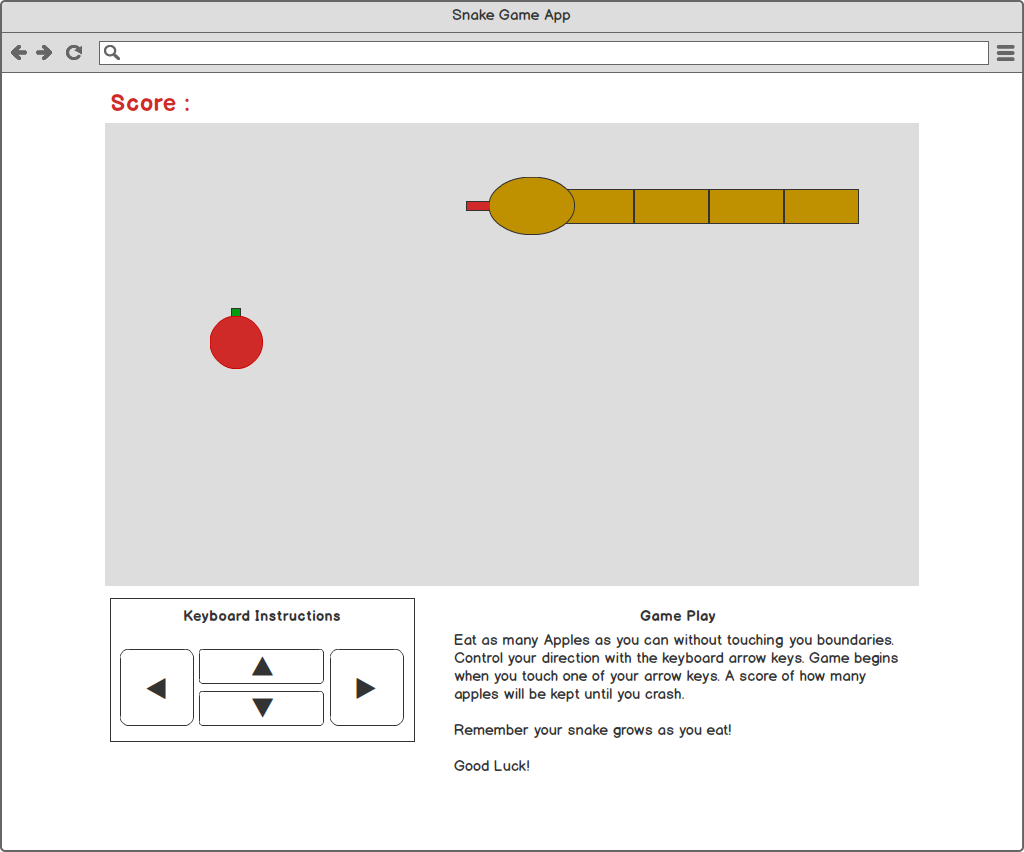 Snake Game App
Score :
Keyboard Instructions
Game Play
Eat as many Apples as you can without touching you boundaries.
Control your direction with the keyboard arrow keys. Game begins
when you touch one of your arrow keys. A score of how many
apples will be kept until you crash.
Remember your snake grows as you eat!
Good Luck!